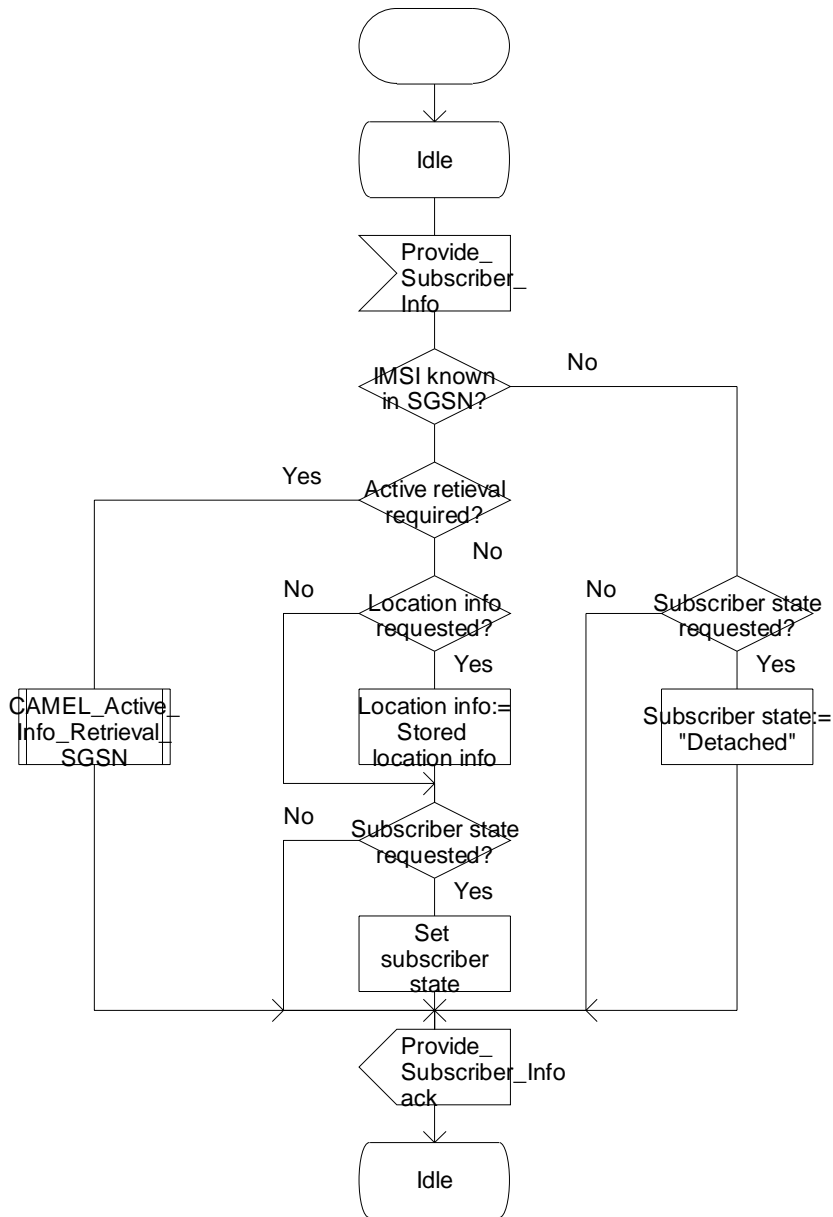 Idle
Provide_
Subscriber_
Info
IMSI known
in SGSN?
No
Yes
Active retieval
required?
No
No
Location info
requested?
No
Subscriber state
requested?
Yes
Yes
CAMEL_Active_
Info_Retrieval_
SGSN
Location info:=
Stored
location info
Subscriber state:=
"Detached"
No
Subscriber state
requested?
Yes
Set
subscriber
state
Provide_
Subscriber_Info
ack
Idle